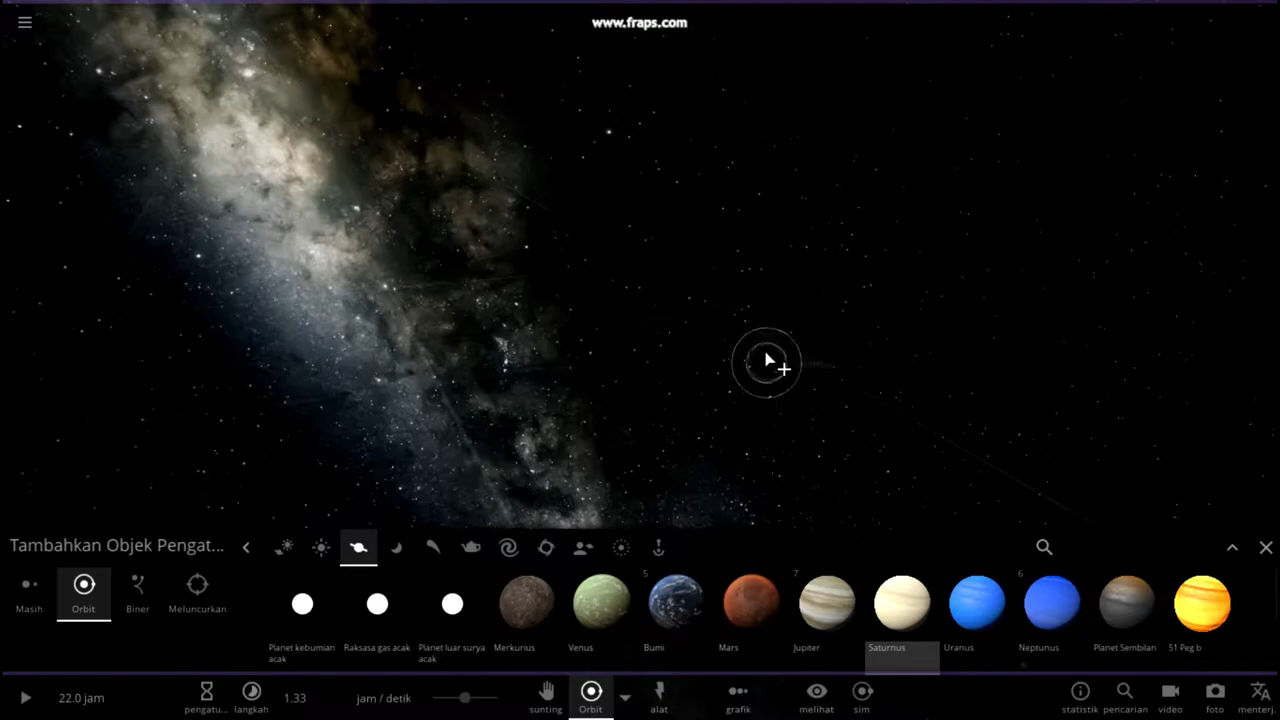 www.fraps.com
Tambahkan Objek Pengat...
Masih
Orbit
Biner
Meluncurkan
5
7
6
Planet kebumian acak
Raksasa gas acak
Planet luar surya acak
Merkurius
Venus
Bumi
Mars
Jupiter
Saturnus
Uranus
Neptunus
Planet Sembilan
51 Peg b
22.0 jam
pengatu...
langkah
1.33
jam / detik
sunting
Orbit
alat
grafik
melihat
sim
statistik
pencarian
video
foto
menterj